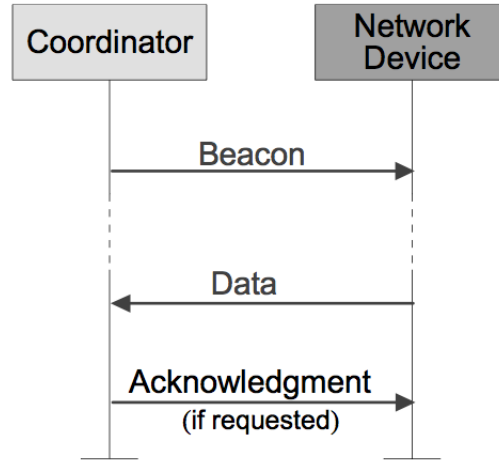 Coordinator
Network
Device
Beacon
Data
Acknowledgment
(if requested)